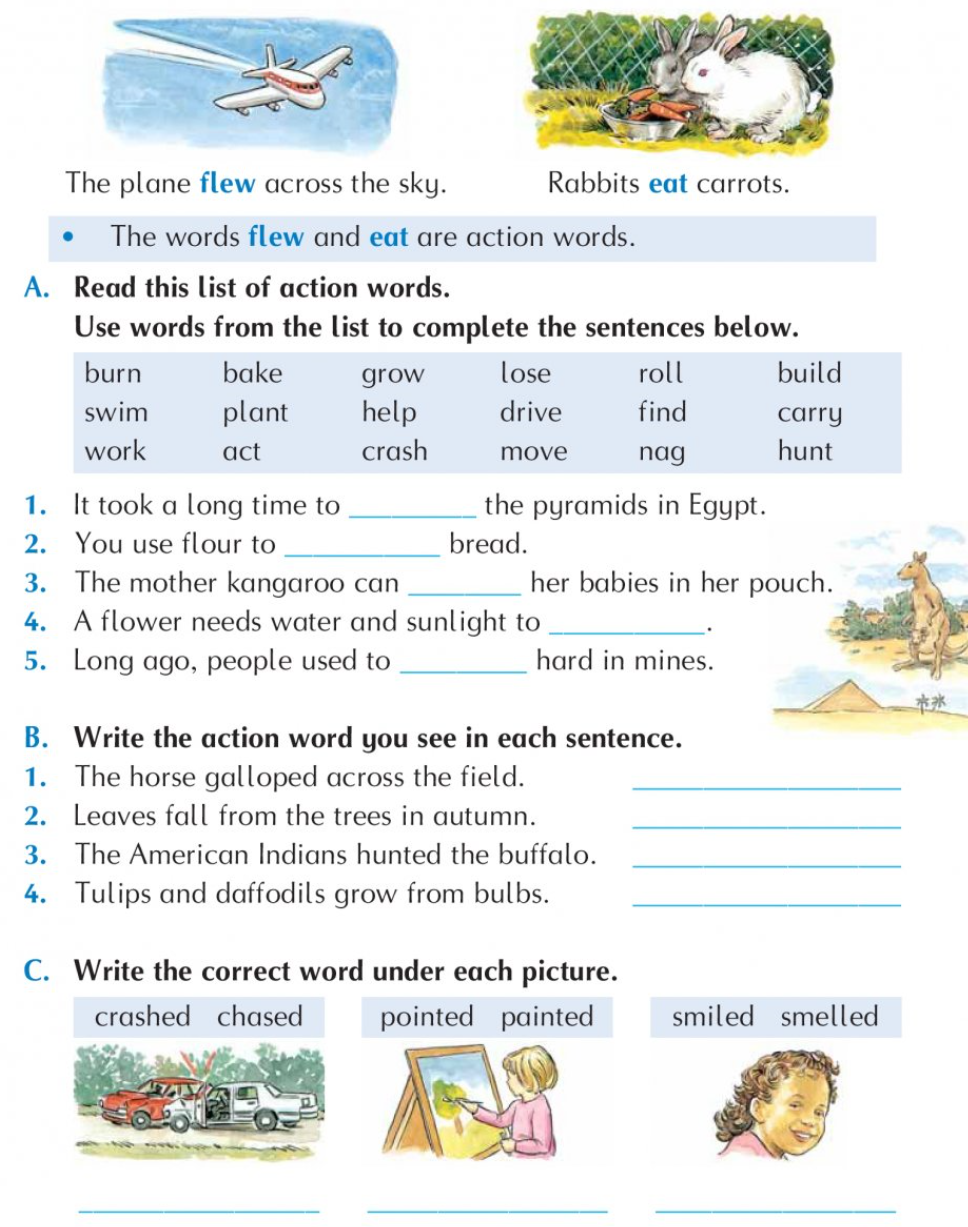 The plane flew across the sky.
Rabbits eat carrots.
• The words flew and eat are action words.
A. Read this list of action words.
Use words from the list to complete the sentences below.
burn bake grow lose roll build
swim plant help drive find carry
work act crash move nag hunt
1. It took a long time to ________ the pyramids in Egypt.
2. You use flour to __________ bread.
3. The mother kangaroo can _______ her babies in her pouch.
4. A flower needs water and sunlight to __________.
5. Long ago, people used to ________ hard in mines.
B. Write the action word you see in each sentence.
1. The horse galloped across the field. ________________
2. Leaves fall from the trees in autumn. ________________
3. The American Indians hunted the buffalo. ________________
4. Tulips and daffodils grow from bulbs. ________________
C. Write the correct word under each picture.
crashed chased
pointed painted
smiled smelled